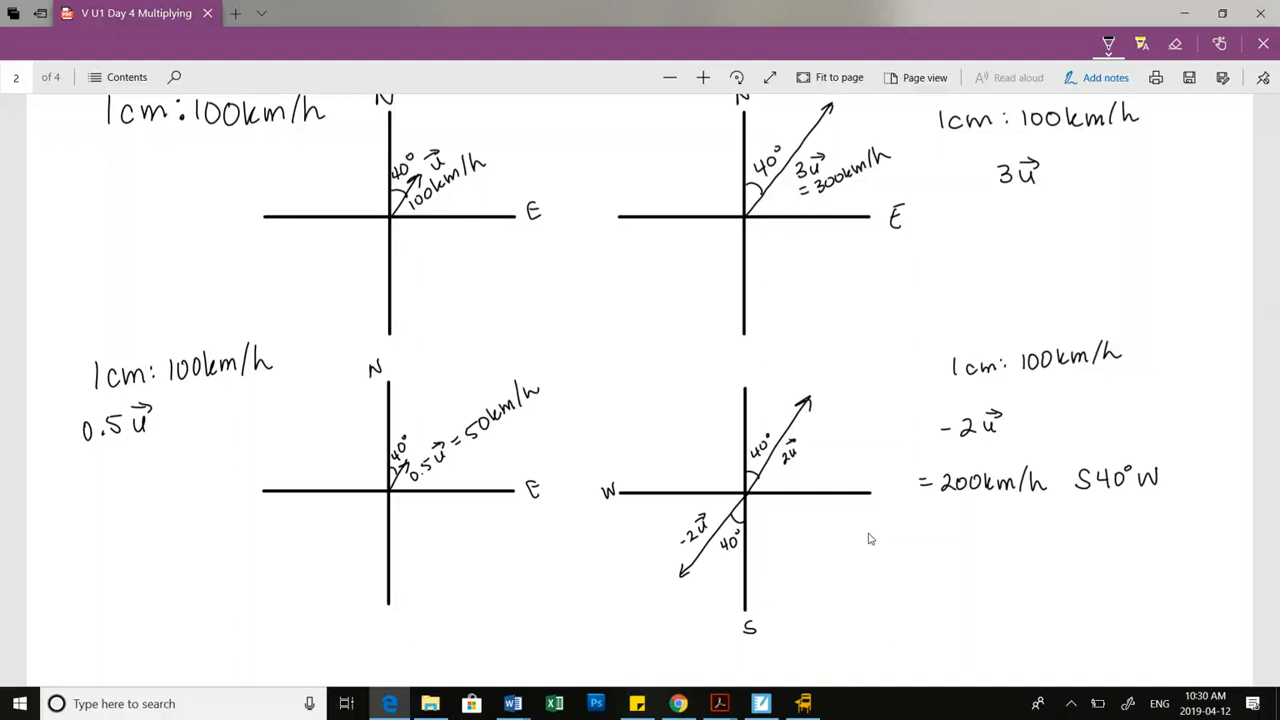 V U1 Day 4 Multiplying
2 of 4 Contents Fit to page Page view Read aloud Add notes
1cm:100km/h
N
40° u⃗
100km/h
E
N
40°
3u⃗
= 300km/h
E
1cm: 100km/h
3u⃗
1cm: 100km/h
0.5u⃗
N
40°
0.5u⃗ = 50km/h
E
40°
2u⃗
W
-2u⃗
40°
S
1cm: 100km/h
-2u⃗
= 200km/h S40°W
Type here to search
ENG
10:30 AM
2019-04-12